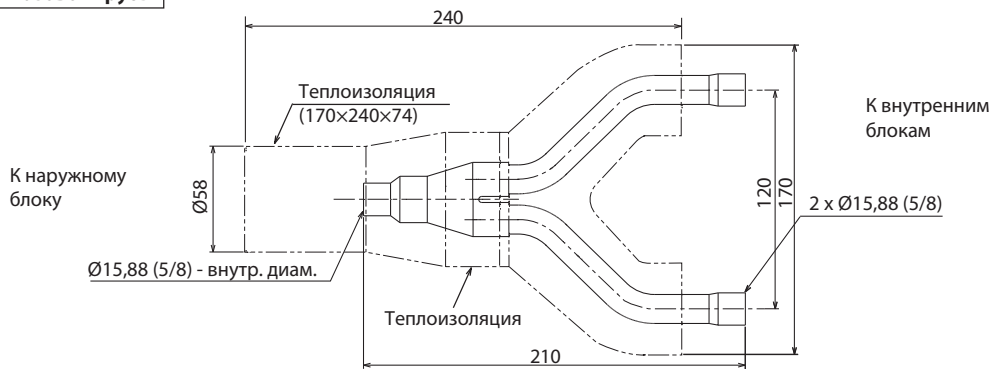 240
Теплоизоляция
(170×240×74)
К внутренним
блокам
К наружному
блоку
Ø58
120
170
2 x Ø15,88 (5/8)
Ø15,88 (5/8) - внутр. диам.
Теплоизоляция
210